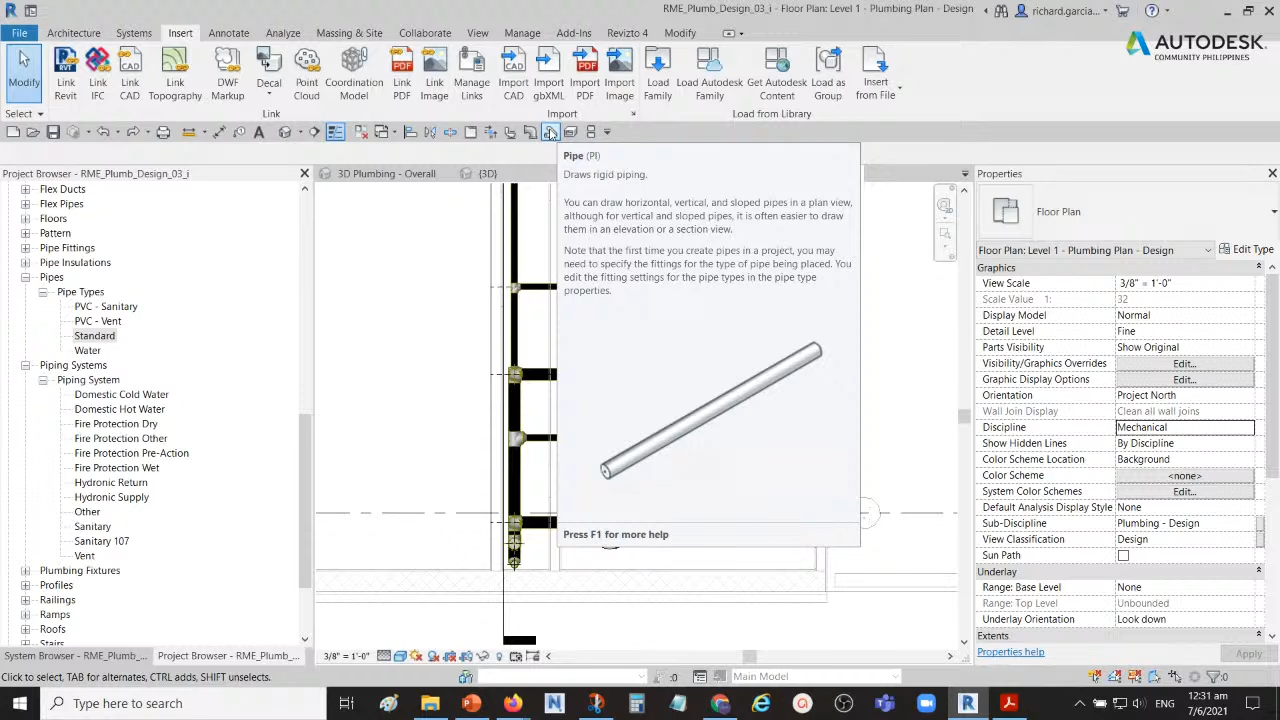 RME_Plumb_Design_03_i - Floor Plan: Level 1 - Plumbing Plan - Design
richard.garcia...
File Architecture Structure Systems Insert Annotate Analyze Massing & Site Collaborate View Manage Add-Ins Revizto 4 Modify
AUTODESK.
COMMUNITY PHILIPPINES
Modify
Link Revit
Link IFC
Link CAD
Link Topography
DWF Markup
Decal
Point Cloud
Coordination Model
Link PDF
Link Image
Manage Links
Import CAD
Import gbXML
Import PDF
Import Image
Load Family
Load Autodesk Family
Get Autodesk Content
Load as Group
Insert from File
Select
Link
Import
Load from Library
Project Browser - RME_Plumb_Design_03_i
Flex Ducts
Flex Pipes
Floors
Pattern
Pipe Fittings
Pipe Insulations
Pipes
Pipe Types
PVC - Sanitary
PVC - Vent
Standard
Water
Piping Systems
Piping System
Domestic Cold Water
Domestic Hot Water
Fire Protection Dry
Fire Protection Other
Fire Protection Pre-Action
Fire Protection Wet
Hydronic Return
Hydronic Supply
Other
Sanitary
Sanitary 107
Vent
Plumbing Fixtures
Profiles
Railings
Ramps
Roofs
Stairs
System Browser - RME_Plumb_...
Project Browser - RME_Plumb_...
3D Plumbing - Overall
{3D}
Pipe (PI)
Draws rigid piping.
You can draw horizontal, vertical, and sloped pipes in a plan view,
although for vertical and sloped pipes, it is often easier to draw
them in an elevation or a section view.
Note that the first time you create pipes in a project, you may
need to specify the fittings for the type of pipe being placed. You
edit the fitting settings for the pipe types in the pipe type
properties.
Press F1 for more help
3/8" = 1'-0"
Properties
Floor Plan
Floor Plan: Level 1 - Plumbing Plan - Design
Edit Type
Graphics
View Scale 3/8" = 1'-0"
Scale Value 1: 32
Display Model Normal
Detail Level Fine
Parts Visibility Show Original
Visibility/Graphics Overrides Edit...
Graphic Display Options Edit...
Orientation Project North
Wall Join Display Clean all wall joins
Discipline Mechanical
Show Hidden Lines By Discipline
Color Scheme Location Background
Color Scheme <none>
System Color Schemes Edit...
Default Analysis Display Style None
Sub-Discipline Plumbing - Design
View Classification Design
Sun Path
Underlay
Range: Base Level None
Range: Top Level Unbounded
Underlay Orientation Look down
Extents
Properties help
Apply
Click to select, TAB for alternates, CTRL adds, SHIFT unselects.
:0
Main Model
:0
Type here to search
ENG
12:31 am
7/6/2021